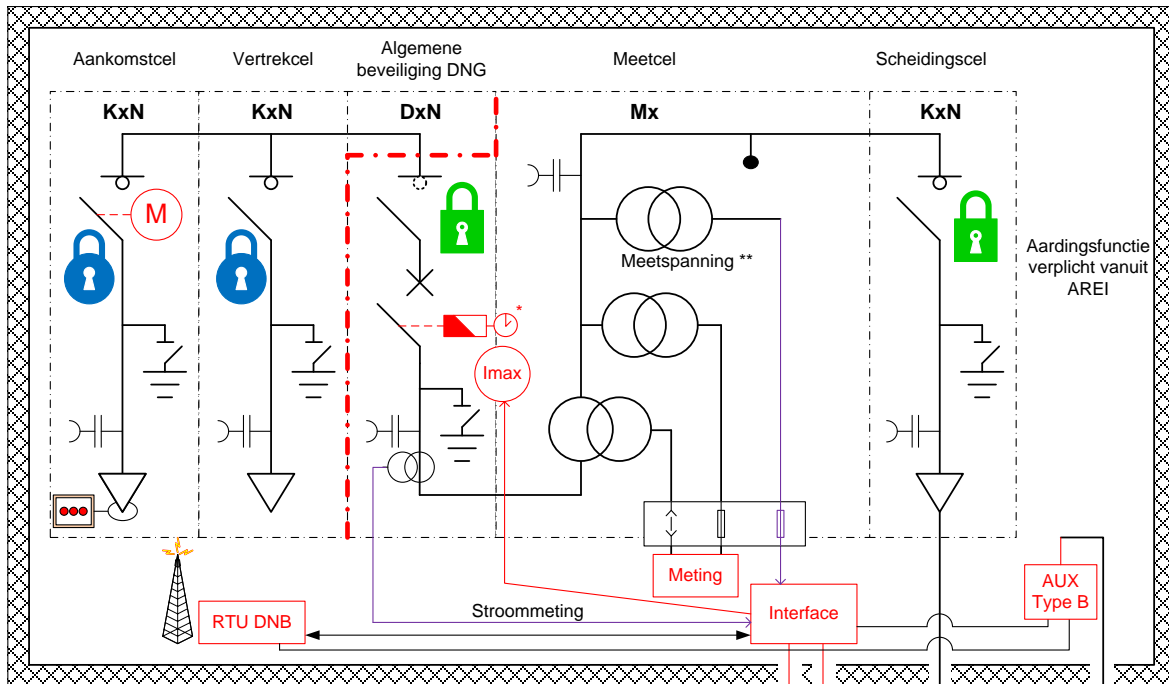 Aankomstcel
Vertrekcel
Algemene
beveiliging DNG
Meetcel
Scheidingscel
KxN
KxN
DxN
Mx
KxN
M
Meetspanning **
*
Imax
Aardingsfunctie
verplicht vanuit
AREI
Meting
Stroommeting
RTU DNB
Interface
AUX
Type B